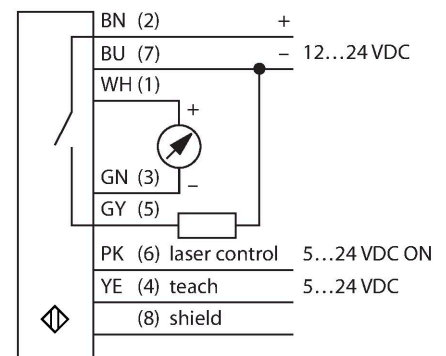 BN (2) +
BU (7) – 12…24 VDC
WH (1)
+
GN (3) –
GY (5)
PK (6) laser control 5…24 VDC ON
YE (4) teach 5…24 VDC
(8) shield